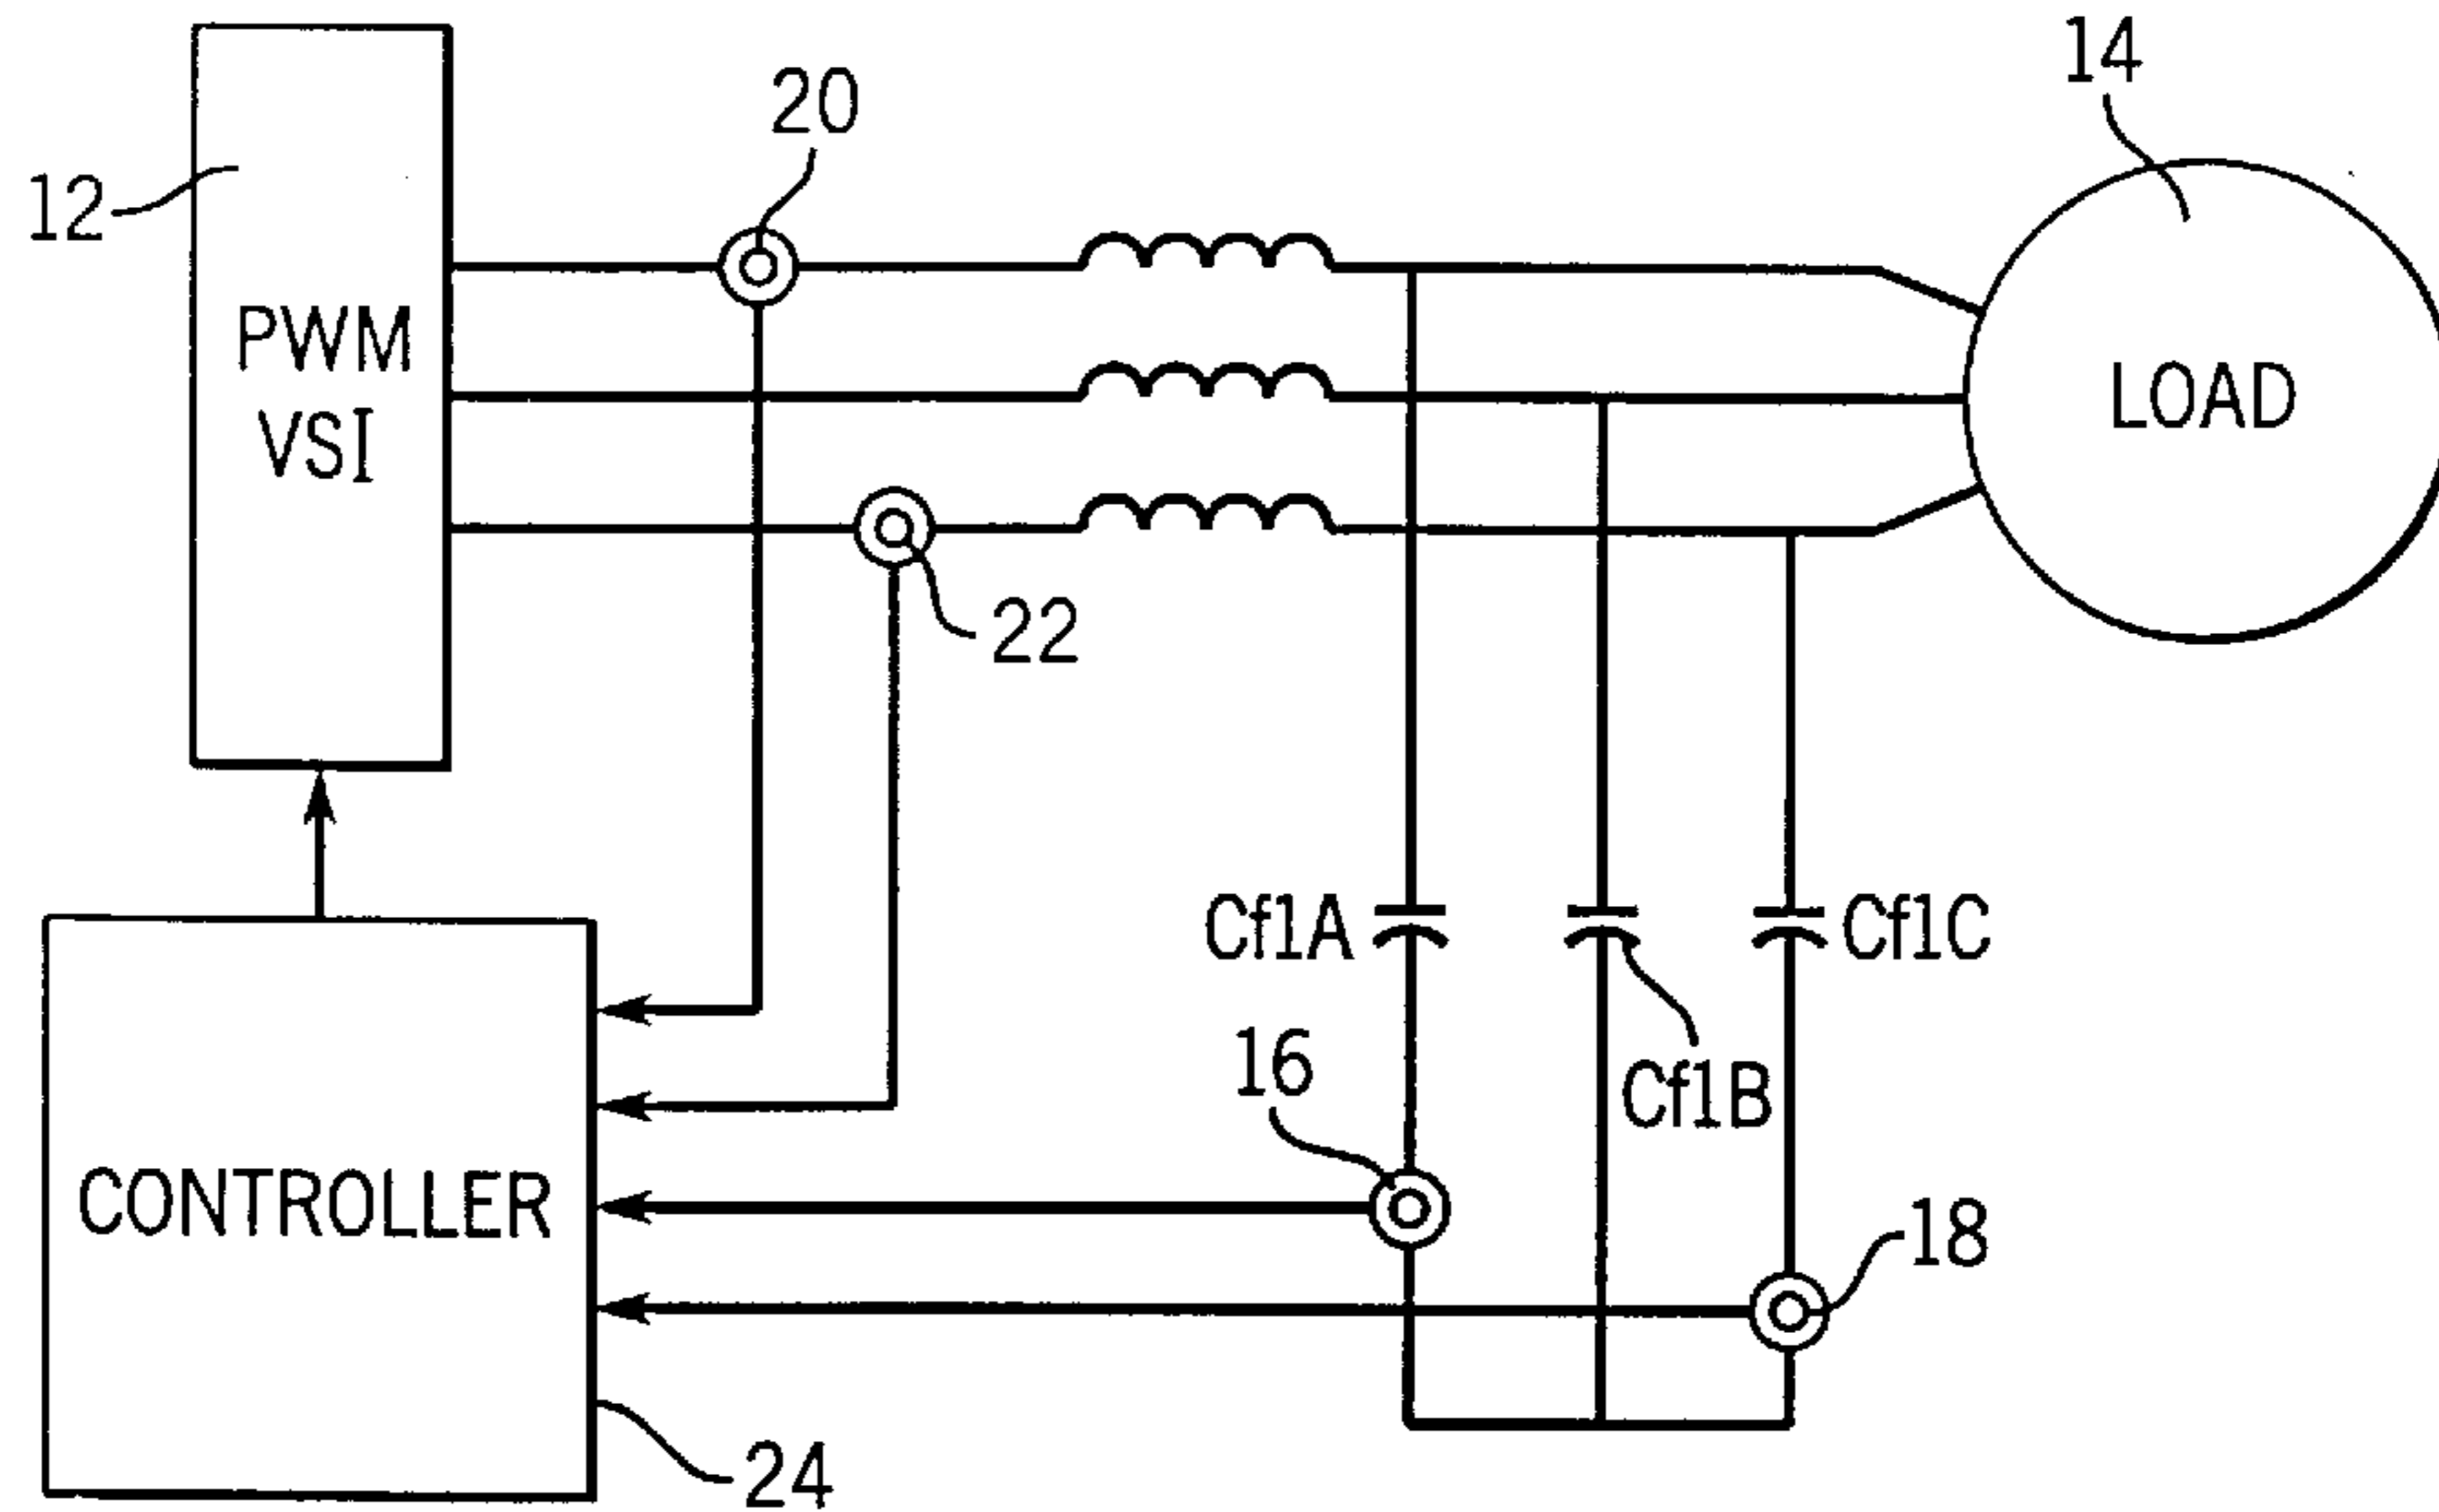 14
20
12
PWM
VSI
LOAD
22
Cf1A
Cf1C
16
Cf1B
CONTROLLER
18
24